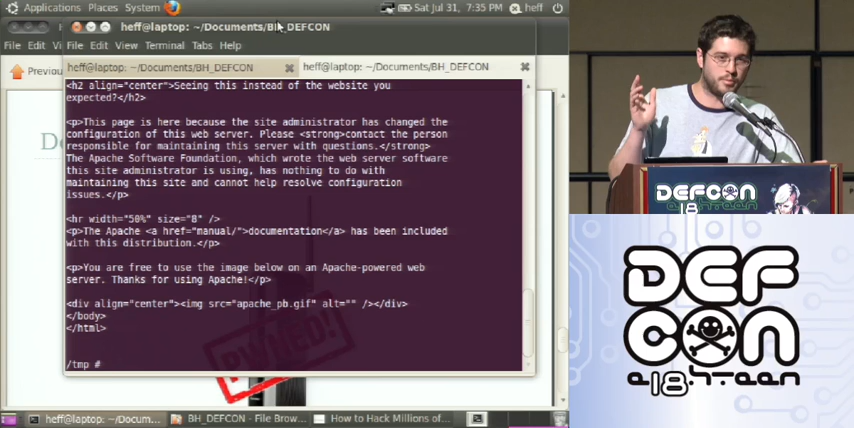 Applications Places System
Sat Jul 31, 7:35 PM
heff
heff@laptop: ~/Documents/BH_DEFCON
File Edit
File Edit View Terminal Tabs Help
Previou
heff@laptop: ~/Documents/BH_DEFCON
heff@laptop: ~/Documents/BH_DEFCON
<h2 align="center">Seeing this instead of the website you
expected?</h2>
<p>This page is here because the site administrator has changed the
configuration of this web server. Please <strong>contact the person
responsible for maintaining this server with questions.</strong>
The Apache Software Foundation, which wrote the web server software
this site administrator is using, has nothing to do with
maintaining this site and cannot help resolve configuration
issues.</p>
<hr width="50%" size="8" />
<p>The Apache <a href="manual/">documentation</a> has been included
with this distribution.</p>
<p>You are free to use the image below on an Apache-powered web
server. Thanks for using Apache!</p>
<div align="center"><img src="apache_pb.gif" alt="" /></div>
</body>
</html>
/tmp #
PWNED!
heff@laptop: ~/Docum...
BH_DEFCON - File Brow...
How to Hack Millions of...
DEFCON
18
DEF
CON
a18hteen